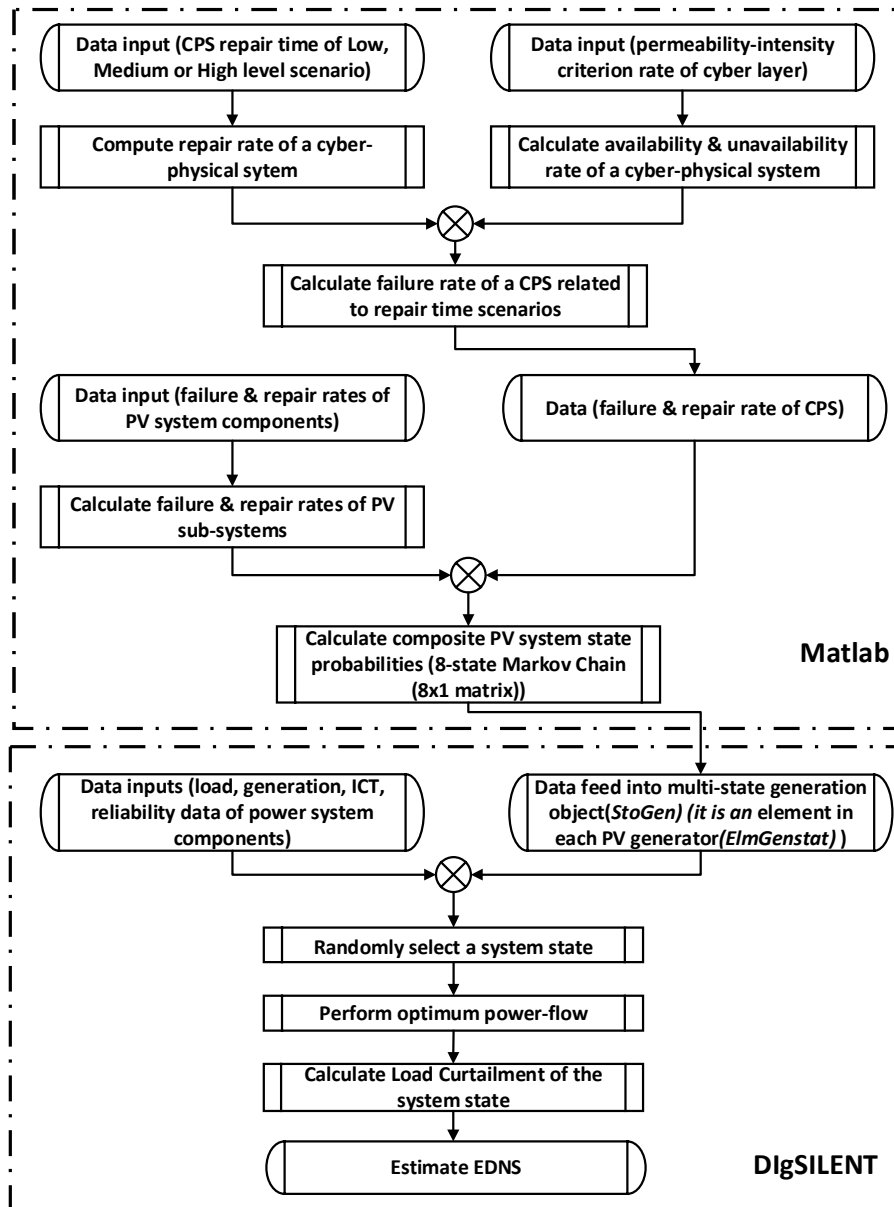 Data input (CPS repair time of Low,
Medium or High level scenario)
Data input (permeability-intensity
criterion rate of cyber layer)
Compute repair rate of a cyber-
physical sytem
Calculate availability & unavailability
rate of a cyber-physical system
Calculate failure rate of a CPS related
to repair time scenarios
Data input (failure & repair rates of
PV system components)
Data (failure & repair rate of CPS)
Calculate failure & repair rates of PV
sub-systems
Calculate composite PV system state
probabilities (8-state Markov Chain
(8x1 matrix))
Matlab
Data inputs (load, generation, ICT,
reliability data of power system
components)
Data feed into multi-state generation
object(StoGen) (it is an element in
each PV generator(ElmGenstat) )
Randomly select a system state
Perform optimum power-flow
Calculate Load Curtailment of the
system state
Estimate EDNS
DIgSILENT